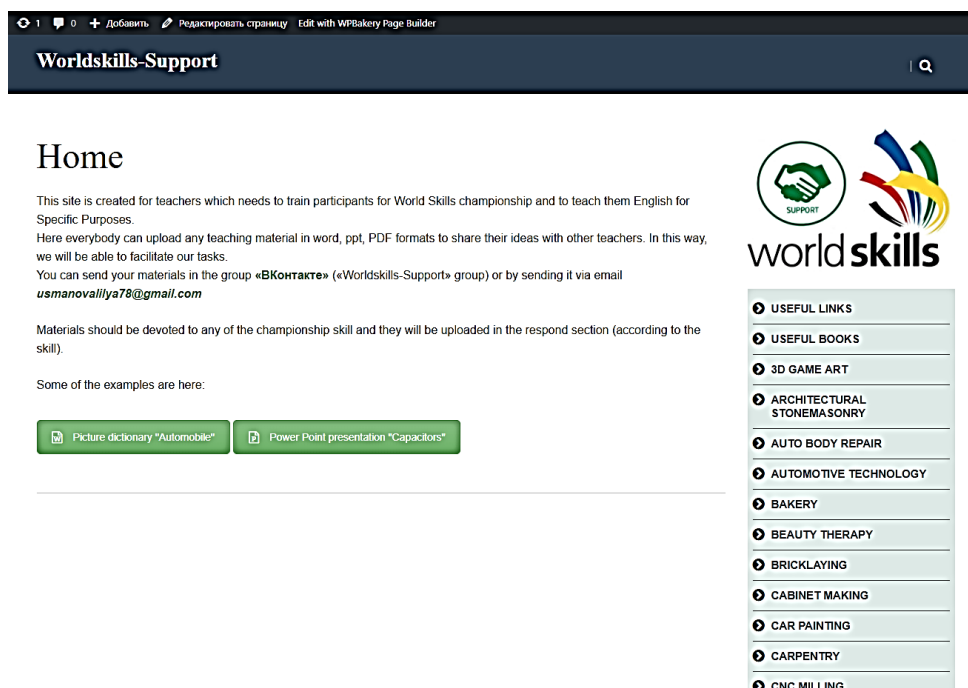 1 0 Добавить Редактировать страницу Edit with WPBakery Page Builder
Worldskills-Support
Home
This site is created for teachers which needs to train participants for World Skills championship and to teach them English for
Specific Purposes.
Here everybody can upload any teaching material in word, ppt, PDF formats to share their ideas with other teachers. In this way,
we will be able to facilitate our tasks.
You can send your materials in the group «ВКонтакте» («Worldskills-Support» group) or by sending it via email
usmanovalilya78@gmail.com
Materials should be devoted to any of the championship skill and they will be uploaded in the respond section (according to the
skill).
Some of the examples are here:
Picture dictionary "Automobile"
Power Point presentation "Capacitors"
SUPPORT
world skills
USEFUL LINKS
USEFUL BOOKS
3D GAME ART
ARCHITECTURAL
STONEMASONRY
AUTO BODY REPAIR
AUTOMOTIVE TECHNOLOGY
BAKERY
BEAUTY THERAPY
BRICKLAYING
CABINET MAKING
CAR PAINTING
CARPENTRY
CNC MILLING